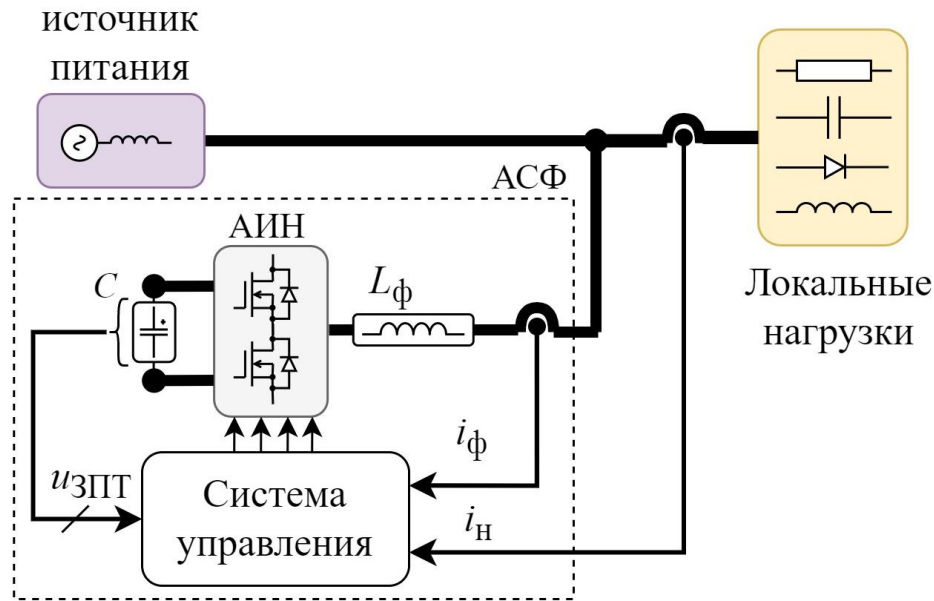 источник
питания
АСФ
АИН
C
Lф
Локальные
нагрузки
iф
uЗПТ
Система
управления
iн